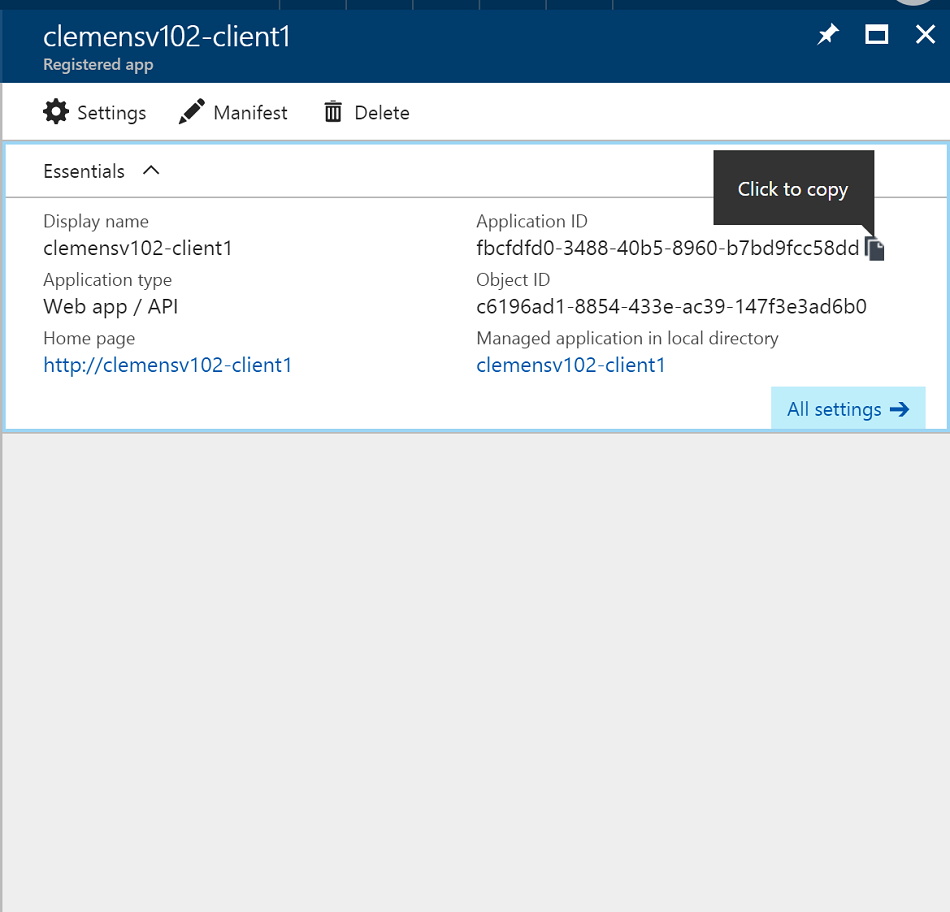 clemensv102-client1
Registered app
Settings Manifest Delete
Essentials
Click to copy
Display name
clemensv102-client1
Application type
Web app / API
Home page
http://clemensv102-client1
Application ID
fbcfdfd0-3488-40b5-8960-b7bd9fcc58dd
Object ID
c6196ad1-8854-433e-ac39-147f3e3ad6b0
Managed application in local directory
clemensv102-client1
All settings